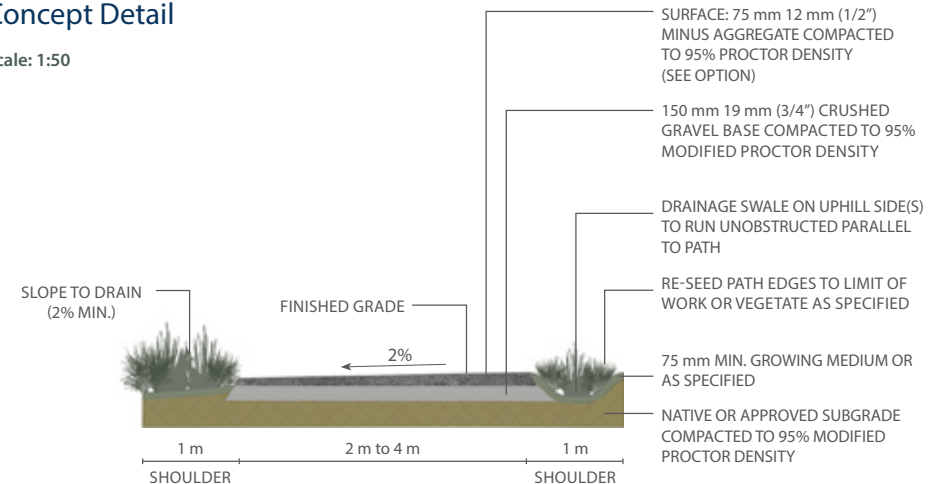 Concept Detail
cale: 1:50
SURFACE: 75 mm 12 mm (1/2”)
MINUS AGGREGATE COMPACTED
TO 95% PROCTOR DENSITY
(SEE OPTION)
150 mm 19 mm (3/4”) CRUSHED
GRAVEL BASE COMPACTED TO 95%
MODIFIED PROCTOR DENSITY
DRAINAGE SWALE ON UPHILL SIDE(S)
TO RUN UNOBSTRUCTED PARALLEL
TO PATH
RE-SEED PATH EDGES TO LIMIT OF
WORK OR VEGETATE AS SPECIFIED
75 mm MIN. GROWING MEDIUM OR
AS SPECIFIED
NATIVE OR APPROVED SUBGRADE
COMPACTED TO 95% MODIFIED
PROCTOR DENSITY
SLOPE TO DRAIN
(2% MIN.)
FINISHED GRADE
2%
1 m
2 m to 4 m
1 m
SHOULDER
SHOULDER